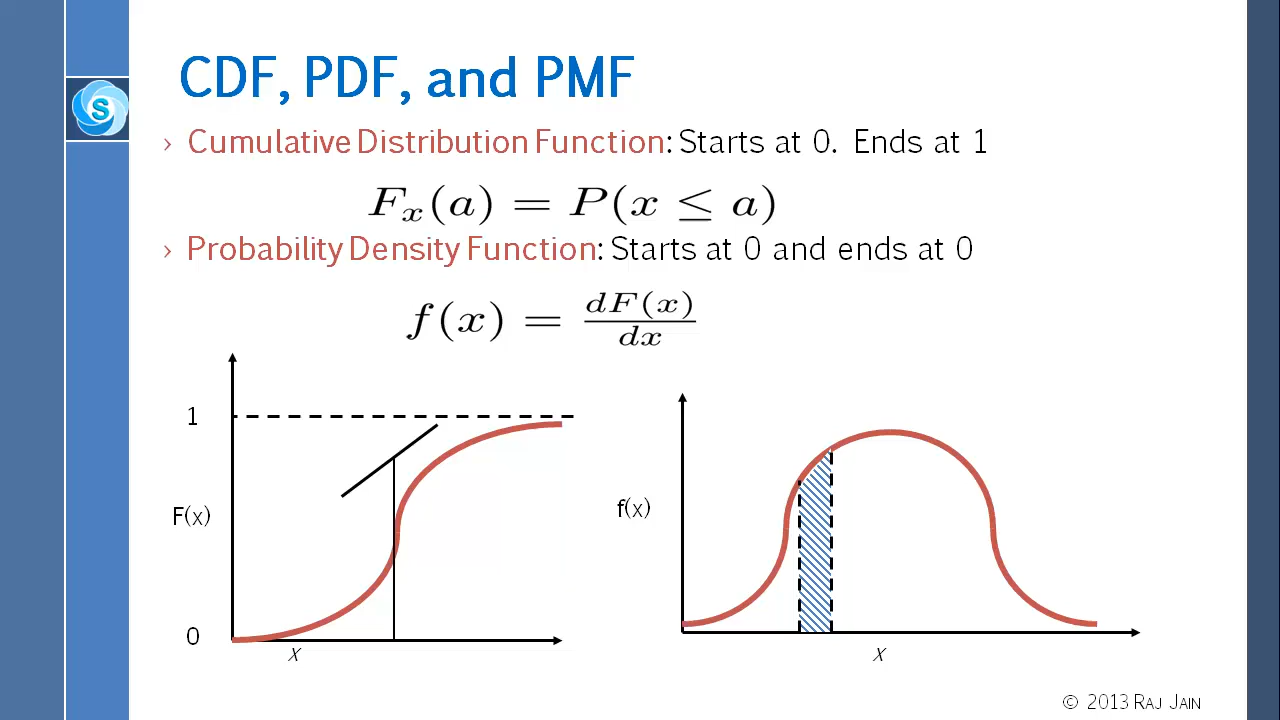 CDF, PDF, and PMF
› Cumulative Distribution Function: Starts at 0. Ends at 1
F_x(a) = P(x ≤ a)
› Probability Density Function: Starts at 0 and ends at 0
f(x) = dF(x)/dx
1
F(x)
0
x
f(x)
x
S
© 2013 RAJ JAIN